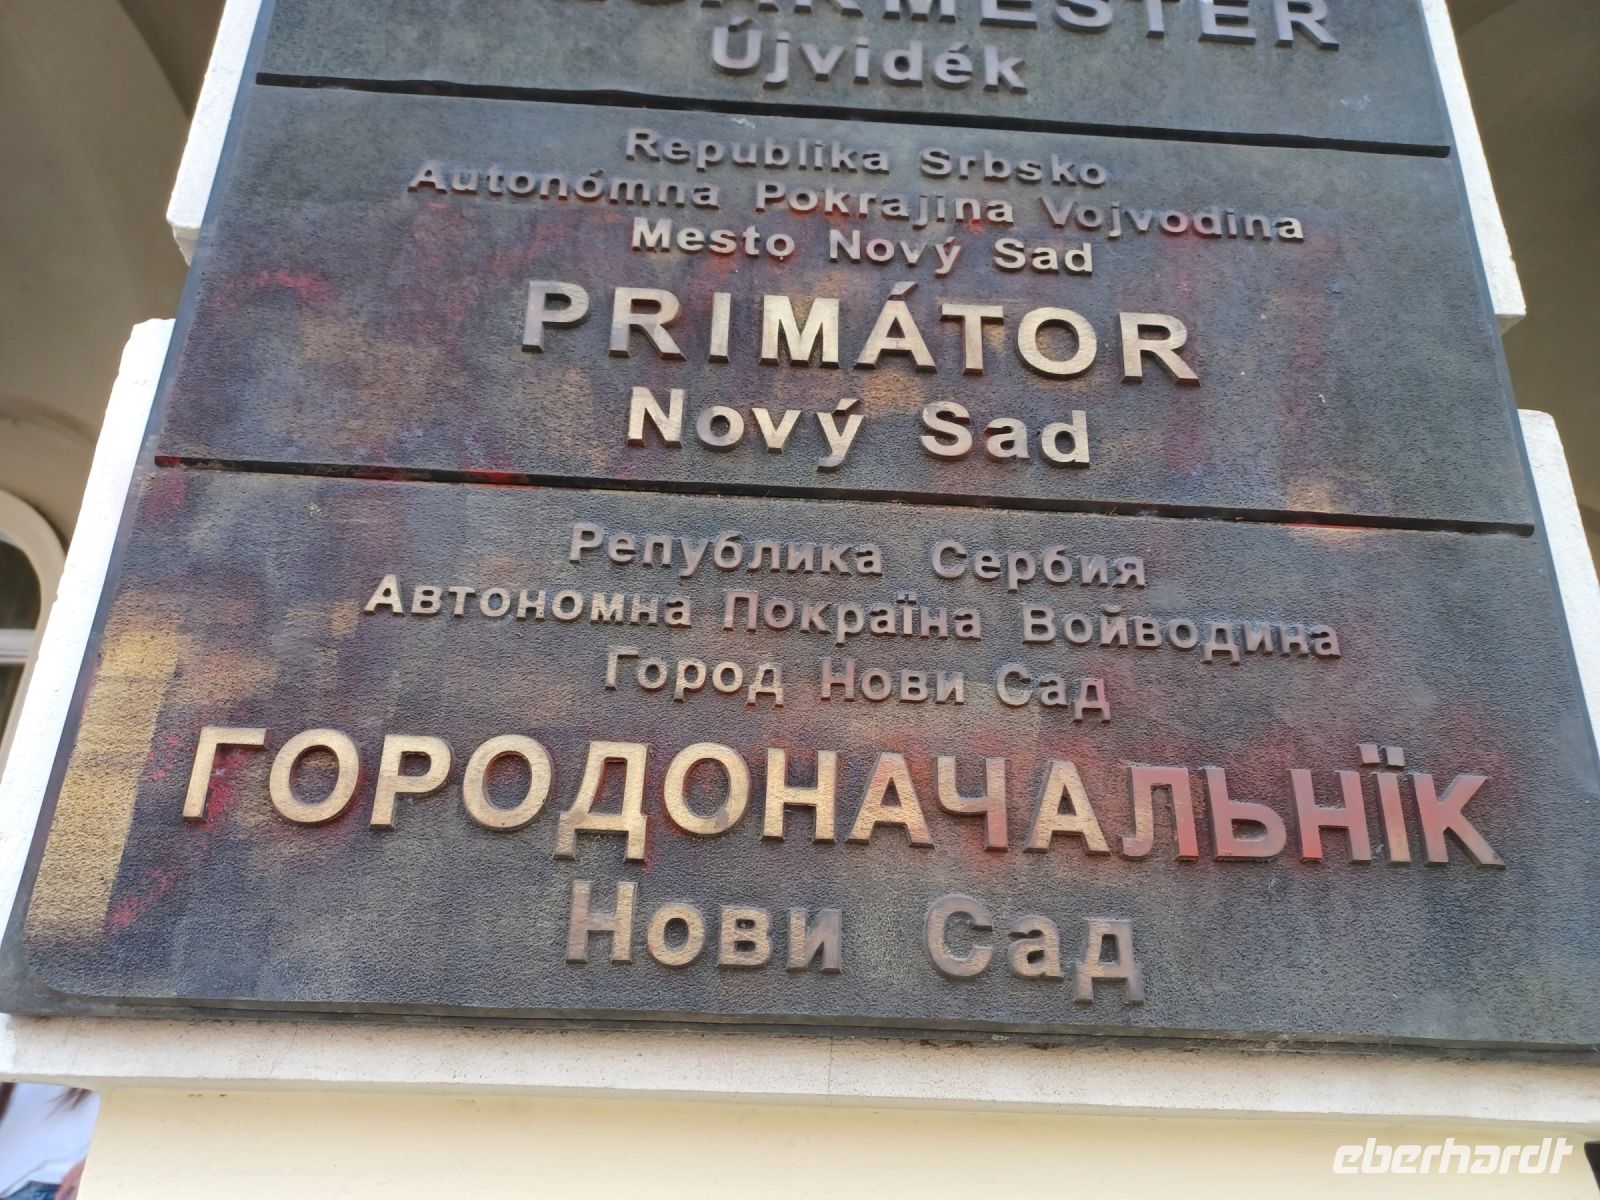 Újvidék
Republika Srbsko
Autonómna Pokrajina Vojvodina
Mesto Nový Sad
PRIMÁTOR
Nový Sad
Република Сербия
Автономна Покраїна Войводина
Город Нови Сад
ГОРОДОНАЧАЛЬНЇК
Нови Сад
eberhardt